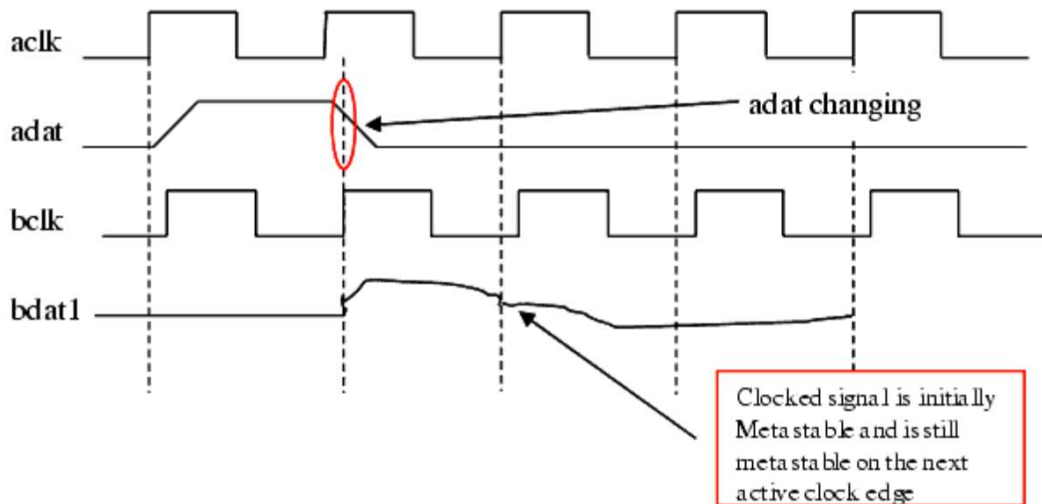 aclk
adat
adat changing
bclk
bdat1
Clocked signal is initially
Metastable and is still
metastable on the next
active clock edge